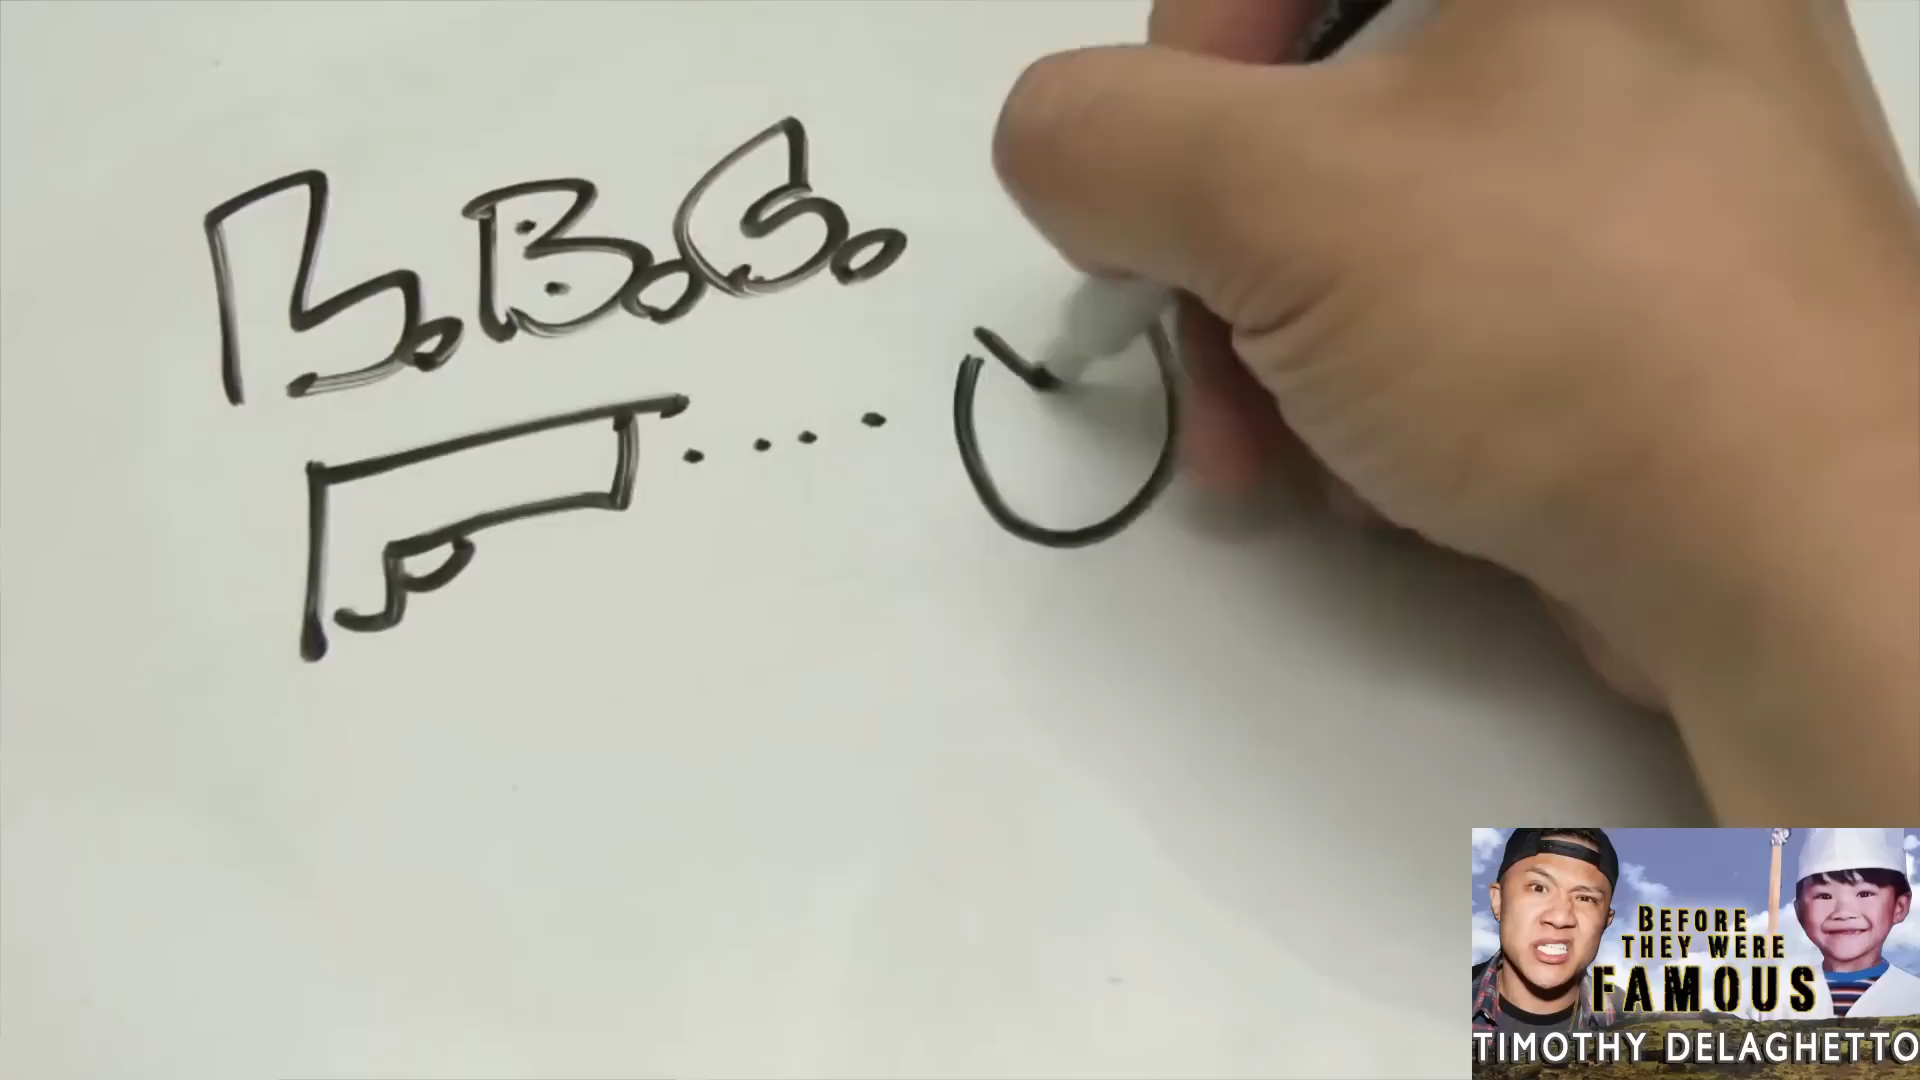 B.B.G.
BEFORE
THEY WERE
FAMOUS
TIMOTHY DELAGHETTO